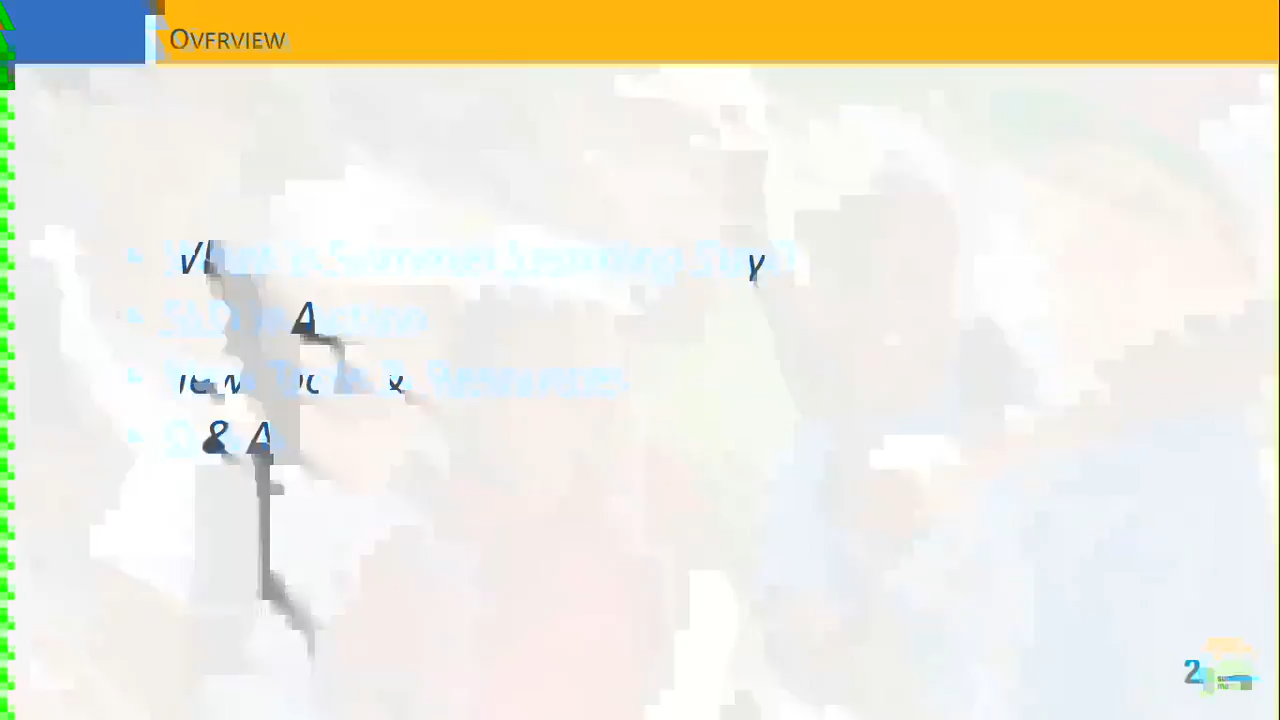 OVERVIEW
What is Summer Learning Day?
SLD in Action
New Tools & Resources
Q & A
2